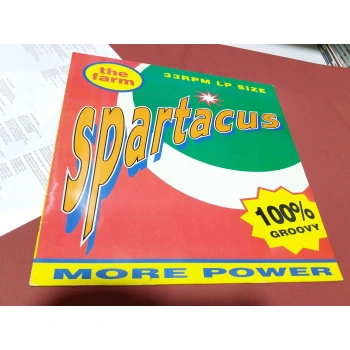 the
farm
33RPM LP SIZE
spartacus
100%
GROOVY
MORE POWER